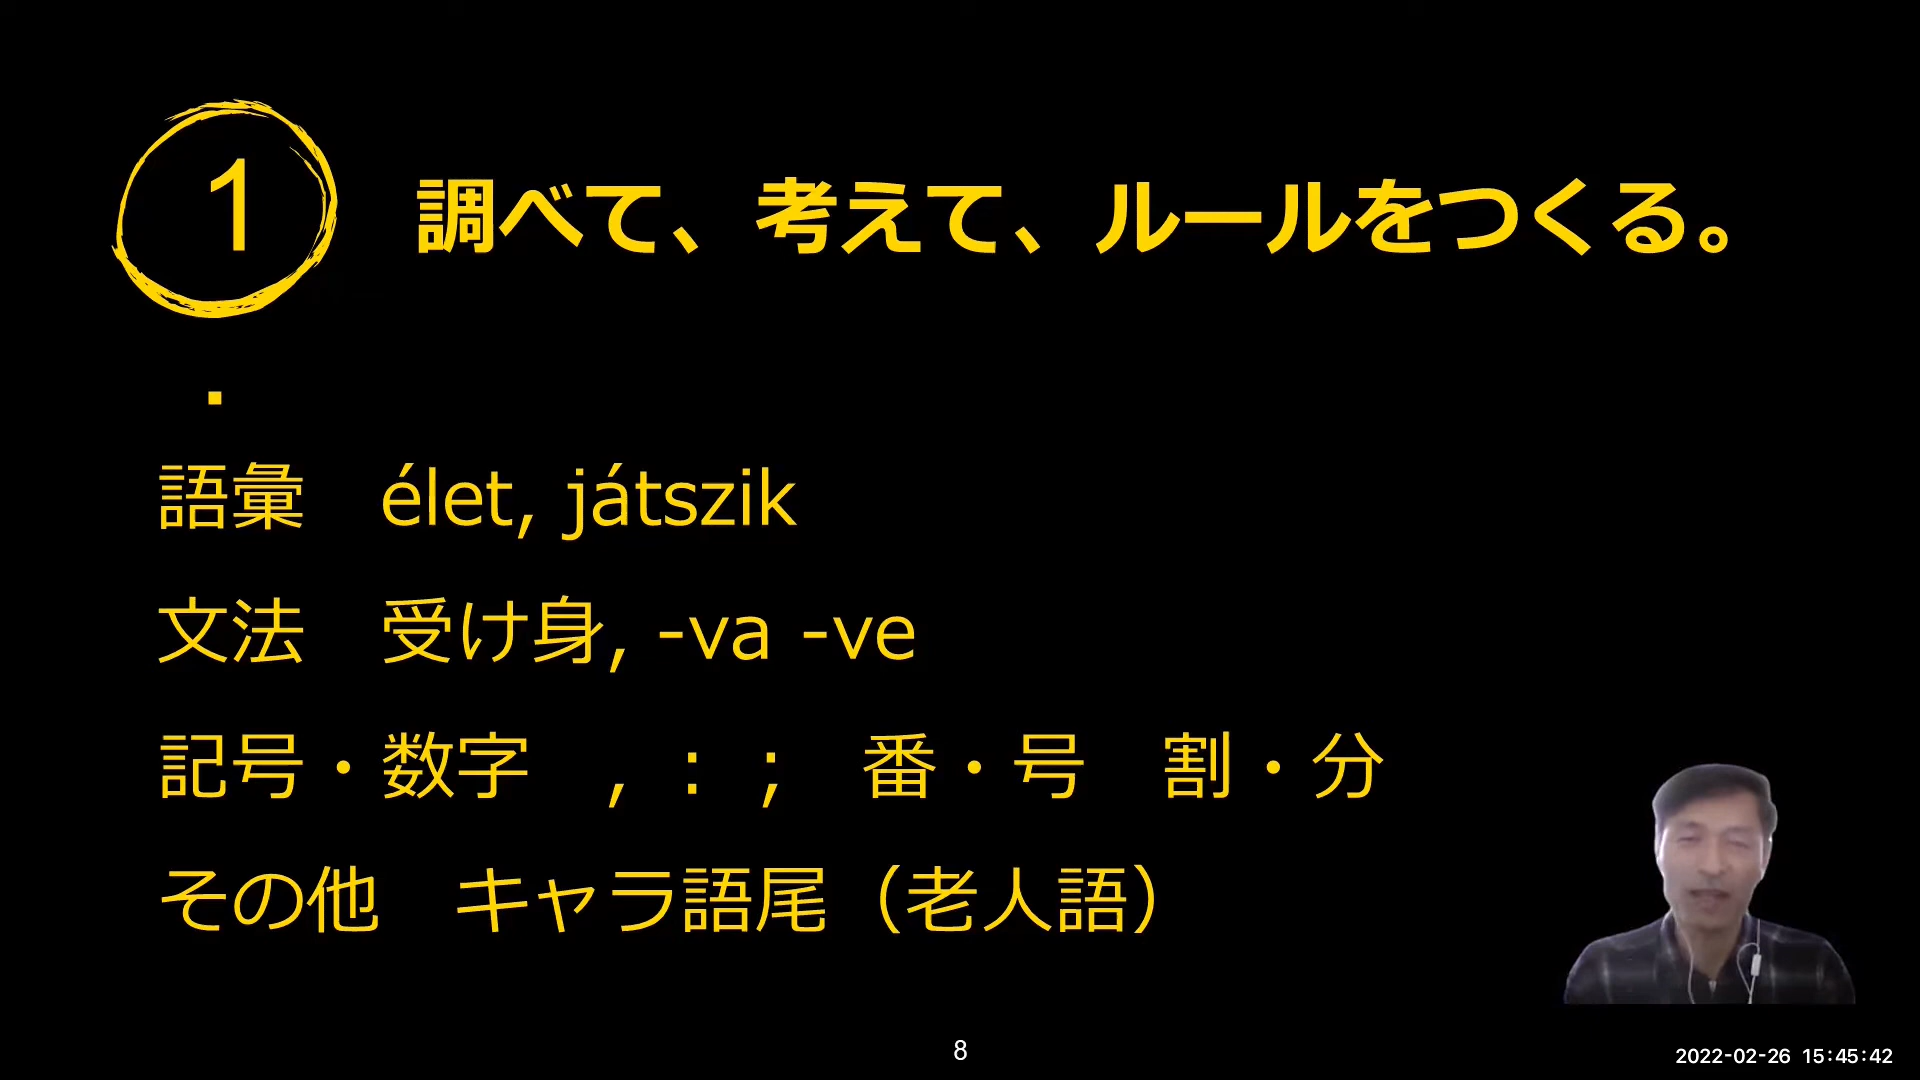 1 調べて、考えて、ルールをつくる。
.
語彙　élet, játszik
文法　受け身, -va -ve
記号・数字　, : ;　番・号　割・分
その他　キャラ語尾（老人語）
8
2022-02-26 15:45:42